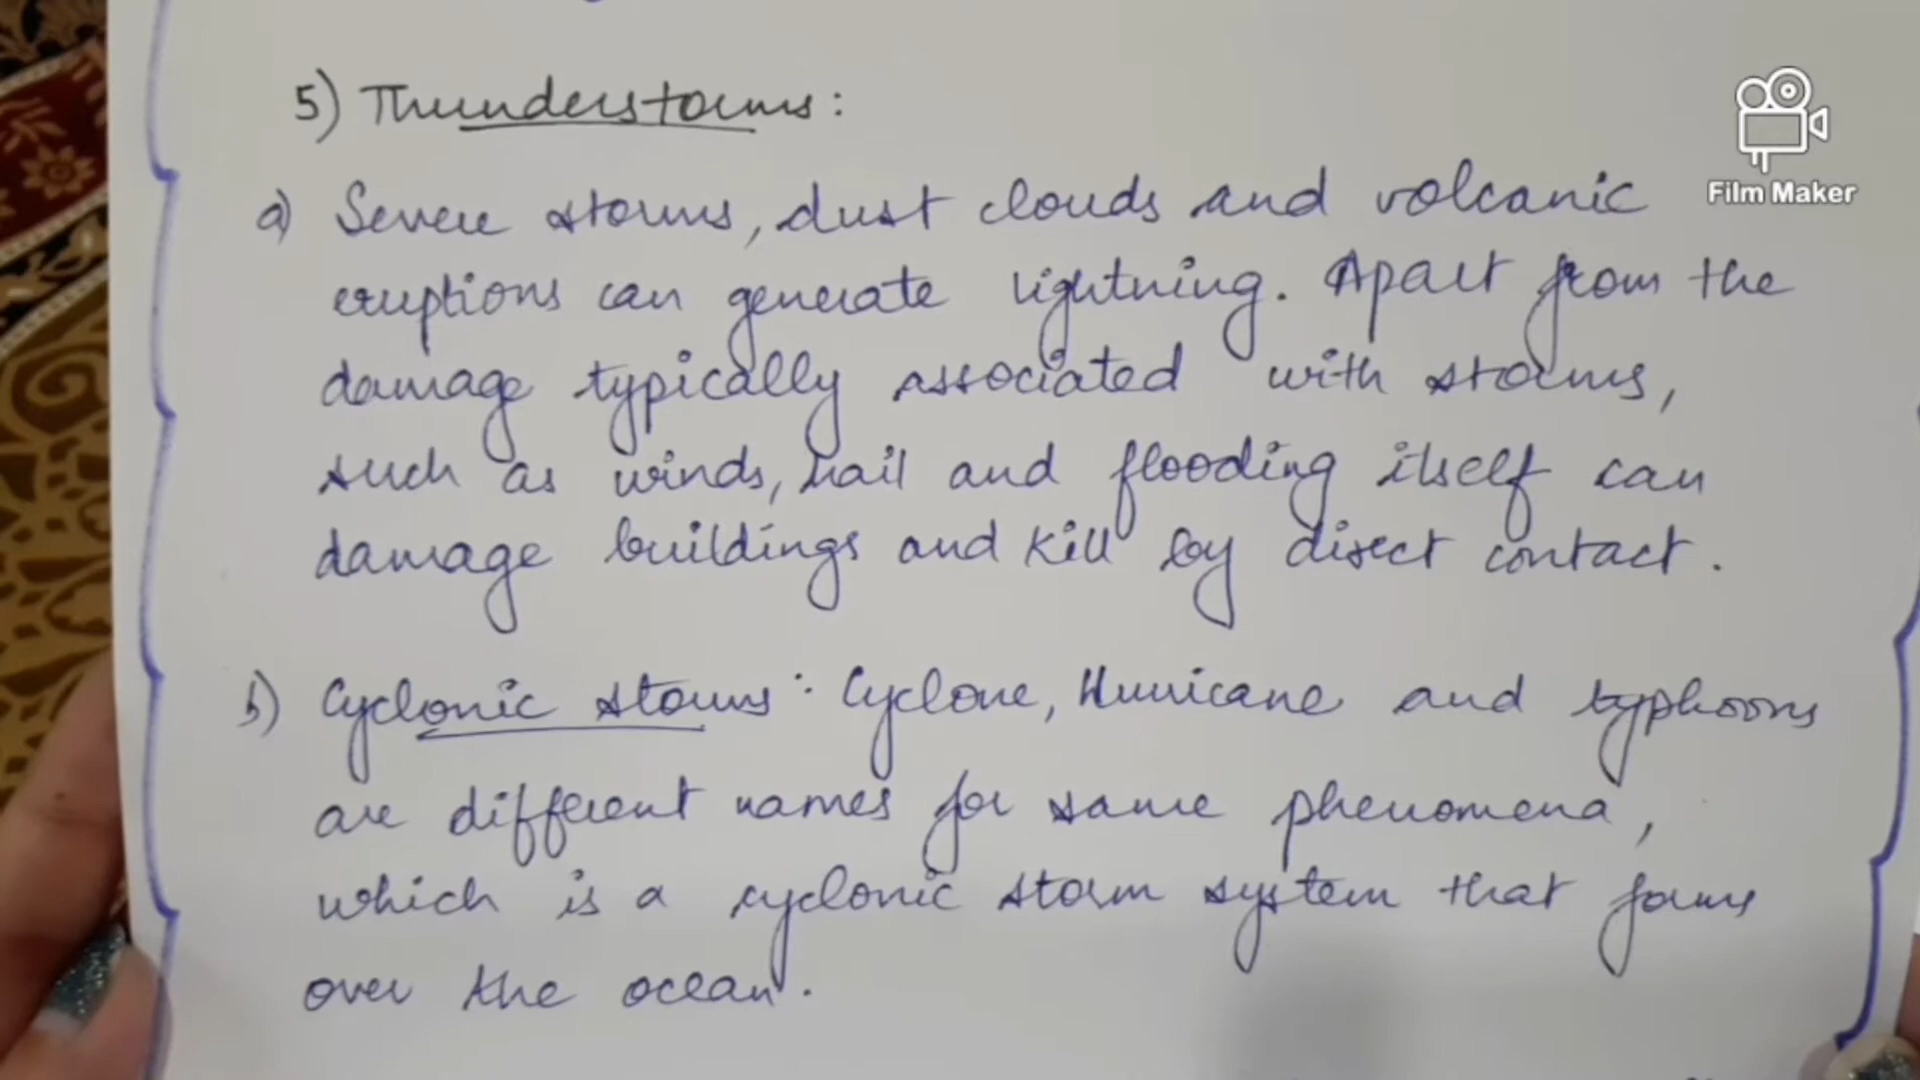 5) Thunderstorms:
Film Maker
a) Severe storms, dust clouds and volcanic
eruptions can generate lightning. Apart from the
damage typically associated with storms,
such as winds, hail and flooding itself can
damage buildings and kill by direct contact.
b) Cyclonic storms: Cyclone, Hurricane and typhoons
are different names for same phenomena,
which is a cyclonic storm system that forms
over the ocean.